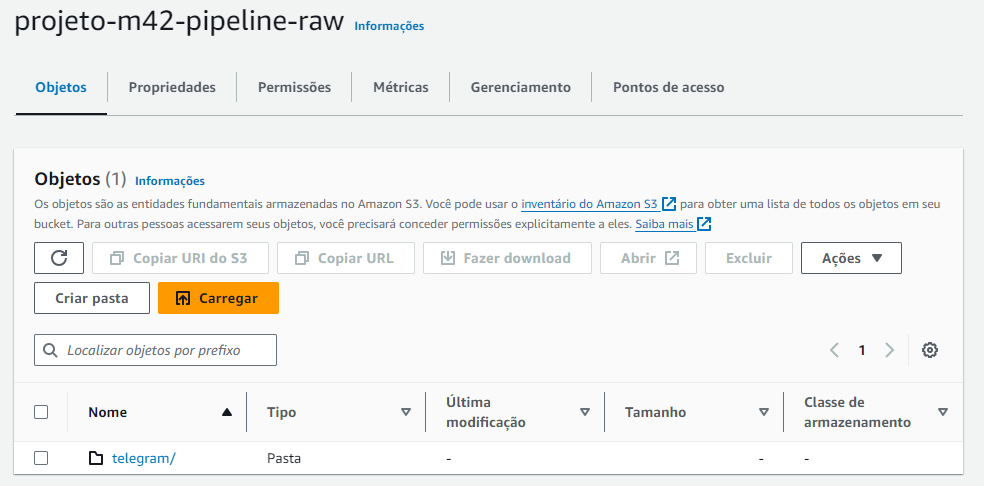 projeto-m42-pipeline-raw Informações
Objetos Propriedades Permissões Métricas Gerenciamento Pontos de acesso
Objetos (1) Informações
Os objetos são as entidades fundamentais armazenadas no Amazon S3. Você pode usar o inventário do Amazon S3 para obter uma lista de todos os objetos em seu
bucket. Para outras pessoas acessarem seus objetos, você precisará conceder permissões explicitamente a eles. Saiba mais
Copiar URI do S3 Copiar URL Fazer download Abrir Excluir Ações
Criar pasta Carregar
Localizar objetos por prefixo 1
Nome Tipo Última modificação Tamanho Classe de armazenamento
telegram/ Pasta - - -